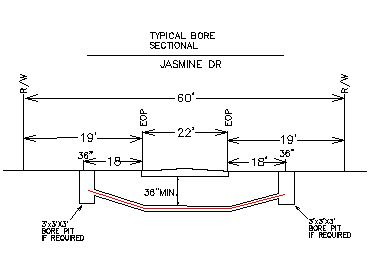 TYPICAL BORE
SECTIONAL
JASMINE DR
R/W
EOP
EOP
R/W
60'
19'
22'
19'
36"
18
18'
36"
36"MIN.
3'x3'X3'
BORE PIT
IF REQUIRED
3'x3'X3'
BORE PIT
IF REQUIRED